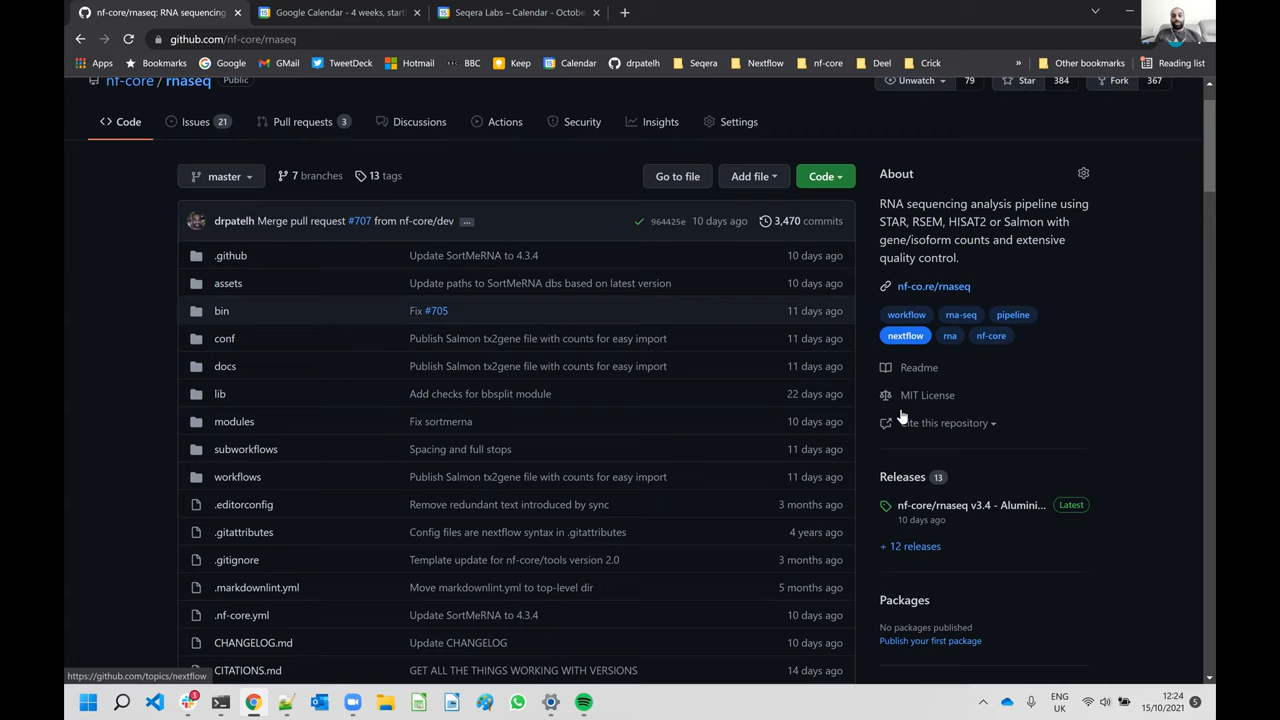 nf-core/rnaseq: RNA sequencing
Google Calendar - 4 weeks, start
Seqera Labs – Calendar - Octobe
github.com/nf-core/rnaseq
Apps
Bookmarks
Google
GMail
TweetDeck
Hotmail
BBC
Keep
Calendar
drpatelh
Seqera
Nextflow
nf-core
Deel
Crick
»
Other bookmarks
Reading list
nf-core / rnaseq
Public
Unwatch
79
Star
384
Fork
367
Code
Issues 21
Pull requests 3
Discussions
Actions
Security
Insights
Settings
master
7 branches
13 tags
Go to file
Add file
Code
drpatelh Merge pull request #707 from nf-core/dev ...
964425e 10 days ago
3,470 commits
.github Update SortMeRNA to 4.3.4 10 days ago
assets Update paths to SortMeRNA dbs based on latest version 10 days ago
bin Fix #705 11 days ago
conf Publish Salmon tx2gene file with counts for easy import 11 days ago
docs Publish Salmon tx2gene file with counts for easy import 11 days ago
lib Add checks for bbsplit module 22 days ago
modules Fix sortmerna 10 days ago
subworkflows Spacing and full stops 11 days ago
workflows Publish Salmon tx2gene file with counts for easy import 11 days ago
.editorconfig Remove redundant text introduced by sync 3 months ago
.gitattributes Config files are nextflow syntax in .gitattributes 4 years ago
.gitignore Template update for nf-core/tools version 2.0 3 months ago
.markdownlint.yml Move markdownlint.yml to top-level dir 5 months ago
.nf-core.yml Update SortMeRNA to 4.3.4 10 days ago
CHANGELOG.md Update CHANGELOG 10 days ago
CITATIONS.md GET ALL THE THINGS WORKING WITH VERSIONS 14 days ago
About
RNA sequencing analysis pipeline using
STAR, RSEM, HISAT2 or Salmon with
gene/isoform counts and extensive
quality control.
nf-co.re/rnaseq
workflow rna-seq pipeline
nextflow rna nf-core
Readme
MIT License
Cite this repository
Releases 13
nf-core/rnaseq v3.4 - Alumini... Latest
10 days ago
+ 12 releases
Packages
No packages published
Publish your first package
https://github.com/topics/nextflow
1
ENG
UK
12:24
15/10/2021
5